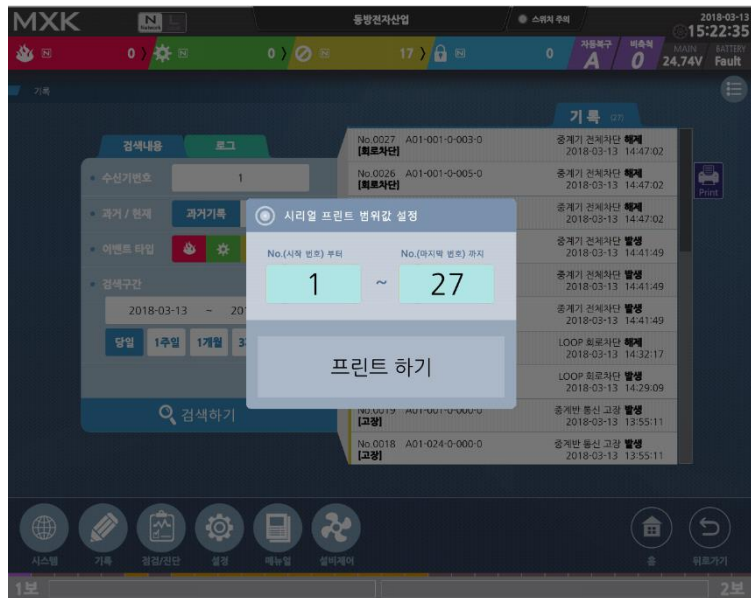 MXK
N
Network
L
동방전자산업
스위치 주의
2018-03-13
15:22:35
N
0
N
0
N
17
N
0
자동복구
A
비축적
0
MAIN
24.74V
BATTERY
Fault
기록
기 록 (27)
검색내용
로그
수신기번호
1
과거 / 현재
과거기록
이벤트 타입
검색구간
2018-03-13 ~ 20
당일
1주일
1개월
3
검색하기
No.0027 A01-001-0-003-0
[회로차단]
중계기 전체차단 해제
2018-03-13 14:47:02
No.0026 A01-001-0-005-0
[회로차단]
중계기 전체차단 해제
2018-03-13 14:47:02
중계기 전체차단 해제
2018-03-13 14:47:02
중계기 전체차단 발생
2018-03-13 14:41:49
중계기 전체차단 발생
2018-03-13 14:41:49
중계기 전체차단 발생
2018-03-13 14:41:49
LOOP 회로차단 해제
2018-03-13 14:32:17
LOOP 회로차단 발생
2018-03-13 14:29:09
No.0019 A01-001-0-000-0
[고장]
중계반 통신 고장 발생
2018-03-13 13:55:11
No.0018 A01-024-0-000-0
[고장]
중계반 통신 고장 발생
2018-03-13 13:55:11
Print
시리얼 프린트 범위값 설정
No.(시작 번호) 부터
No.(마지막 번호) 까지
1
~
27
프린트 하기
시스템
기록
점검/진단
설정
메뉴얼
설비제어
홈
뒤로가기
1보
2보